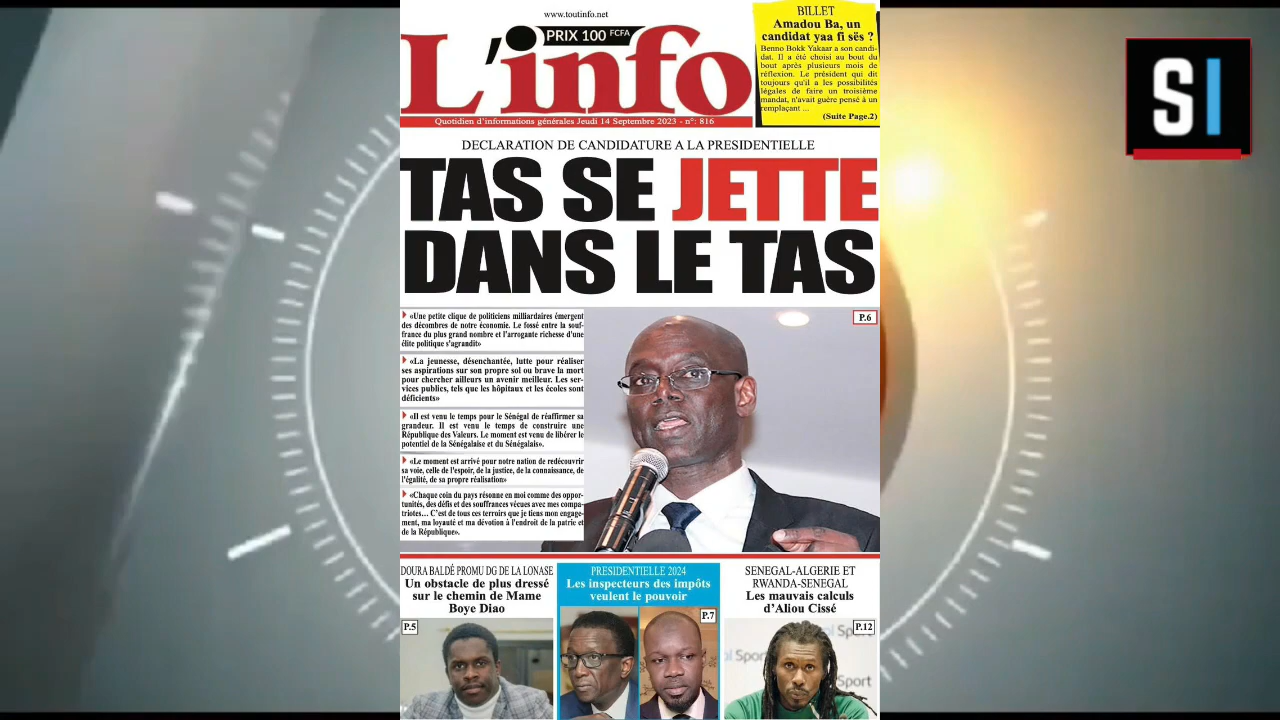 www.toutinfo.net
PRIX 100 FCFA
L'info
Quotidien d'informations générales Jeudi 14 Septembre 2023 - n°: 816
BILLET
Amadou Ba, un
candidat yaa fi sës ?
Benno Bokk Yakaar a son candi-
dat. Il a été choisi au bout du
bout après plusieurs mois de
réflexion. Le président qui dit
toujours qu'il a les possibilités
légales de faire un troisième
mandat, n'avait guère pensé à un
remplaçant ...
(Suite Page.2)
SI
DECLARATION DE CANDIDATURE A LA PRESIDENTIELLE
TAS SE JETTE
DANS LE TAS
«Une petite clique de politiciens milliardaires émergent
des décombres de notre économie. Le fossé entre la souf-
france du plus grand nombre et l'arrogante richesse d'une
élite politique s'agrandit»
«La jeunesse, désenchantée, lutte pour réaliser
ses aspirations sur son propre sol ou brave la mort
pour chercher ailleurs un avenir meilleur. Les ser-
vices publics, tels que les hôpitaux et les écoles sont
déficients»
«Il est venu le temps pour le Sénégal de réaffirmer sa
grandeur. Il est venu le temps de construire une
République des Valeurs. Le moment est venu de libérer le
potentiel de la Sénégalaise et du Sénégalais».
«Le moment est arrivé pour notre nation de redécouvrir
sa voie, celle de l'espoir, de la justice, de la connaissance, de
l'égalité, de sa propre réalisation»
«Chaque coin du pays résonne en moi comme des oppor-
tunités, des défis et des souffrances vécues avec mes compa-
triotes… C'est de tous ces terroirs que je tiens mon engage-
ment, ma loyauté et ma dévotion à l'endroit de la patrie et
de la République».
P.6
DOURA BALDÉ PROMU DG DE LA LONASE
Un obstacle de plus dressé
sur le chemin de Mame
Boye Diao
P.5
PRESIDENTIELLE 2024
Les inspecteurs des impôts
veulent le pouvoir
P.7
SENEGAL-ALGERIE ET
RWANDA-SENEGAL
Les mauvais calculs
d'Aliou Cissé
P.12
Sport